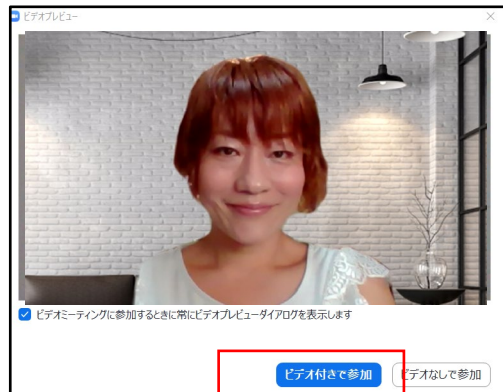 ビデオプレビュー
ビデオミーティングに参加するときに常にビデオプレビューダイアログを表示します
ビデオ付きで参加
ビデオなしで参加